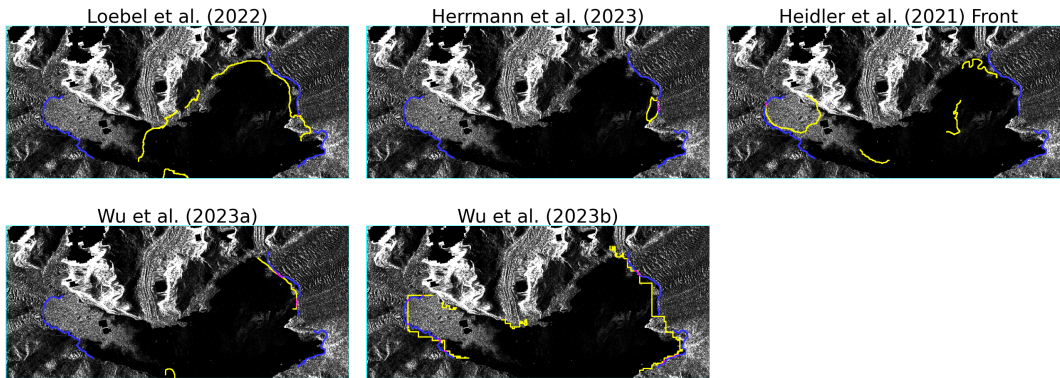 Loebel et al. (2022)
Herrmann et al. (2023)
Heidler et al. (2021) Front
Wu et al. (2023a)
Wu et al. (2023b)